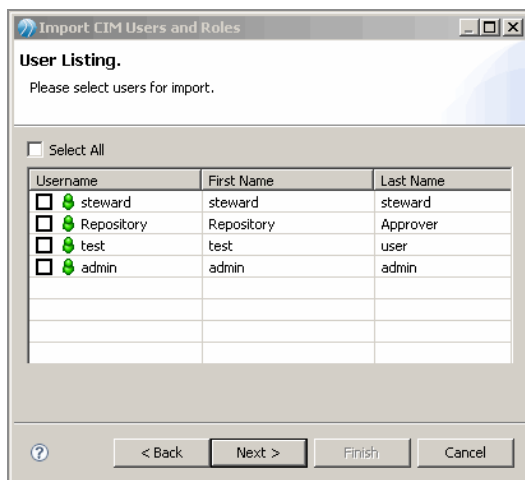 Import CIM Users and Roles
User Listing.
Please select users for import.
Select All
Username First Name Last Name
steward steward steward
Repository Repository Approver
test test user
admin admin admin
? < Back Next > Finish Cancel